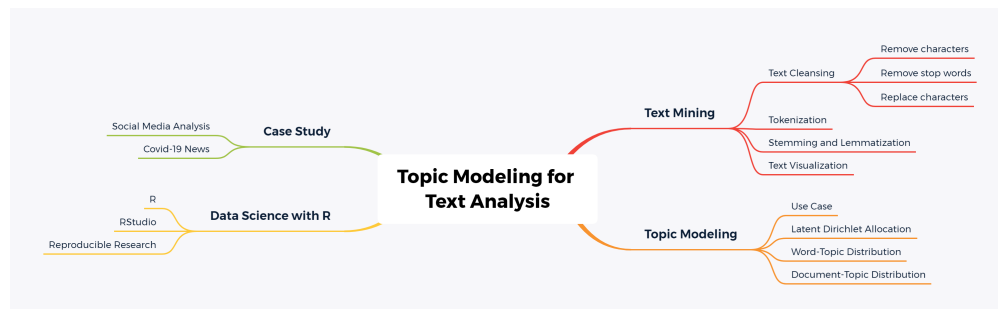 Topic Modeling for
Text Analysis
Text Mining
Text Cleansing
Remove characters
Remove stop words
Replace characters
Tokenization
Stemming and Lemmatization
Text Visualization
Topic Modeling
Use Case
Latent Dirichlet Allocation
Word-Topic Distribution
Document-Topic Distribution
Case Study
Social Media Analysis
Covid-19 News
Data Science with R
R
RStudio
Reproducible Research